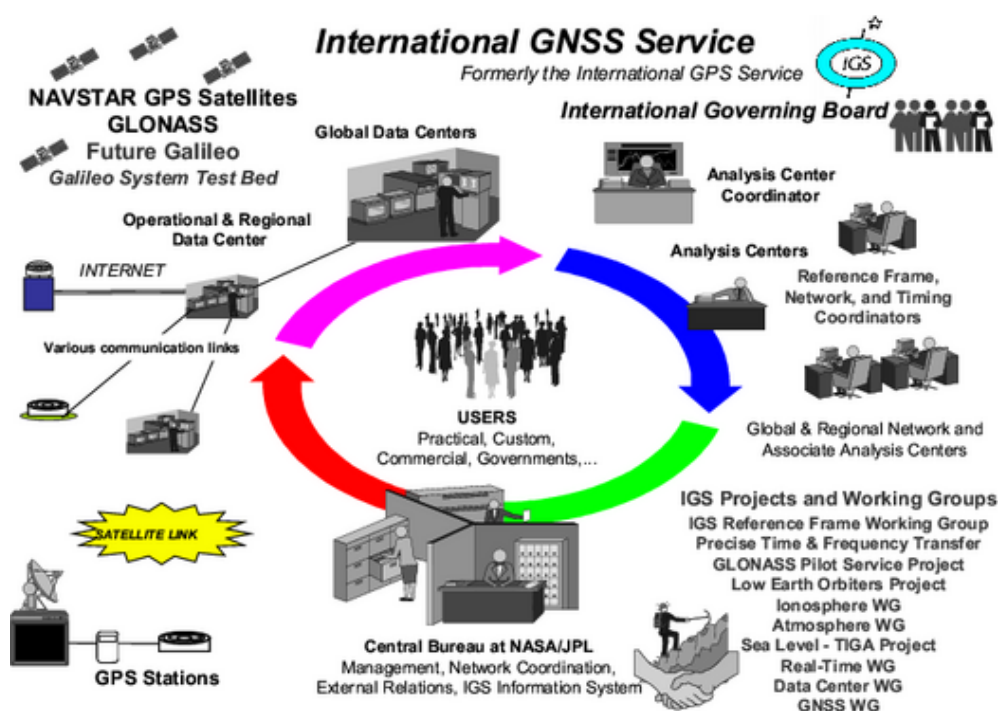 International GNSS Service
Formerly the International GPS Service
IGS
International Governing Board
NAVSTAR GPS Satellites
GLONASS
Future Galileo
Galileo System Test Bed
Global Data Centers
Operational & Regional
Data Center
INTERNET
Various communication links
Analysis Center
Coordinator
Analysis Centers
Reference Frame,
Network, and Timing
Coordinators
USERS
Practical, Custom,
Commercial, Governments,...
Global & Regional Network and
Associate Analysis Centers
SATELLITE LINK
GPS Stations
Central Bureau at NASA/JPL
Management, Network Coordination,
External Relations, IGS Information System
IGS Projects and Working Groups
IGS Reference Frame Working Group
Precise Time & Frequency Transfer
GLONASS Pilot Service Project
Low Earth Orbiters Project
Ionosphere WG
Atmosphere WG
Sea Level - TIGA Project
Real-Time WG
Data Center WG
GNSS WG